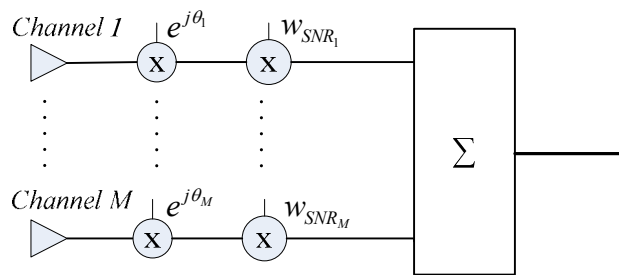 Channel 1 e^{jθ_1} w_{SNR_1}
X X
Σ
Channel M e^{jθ_M} w_{SNR_M}
X X